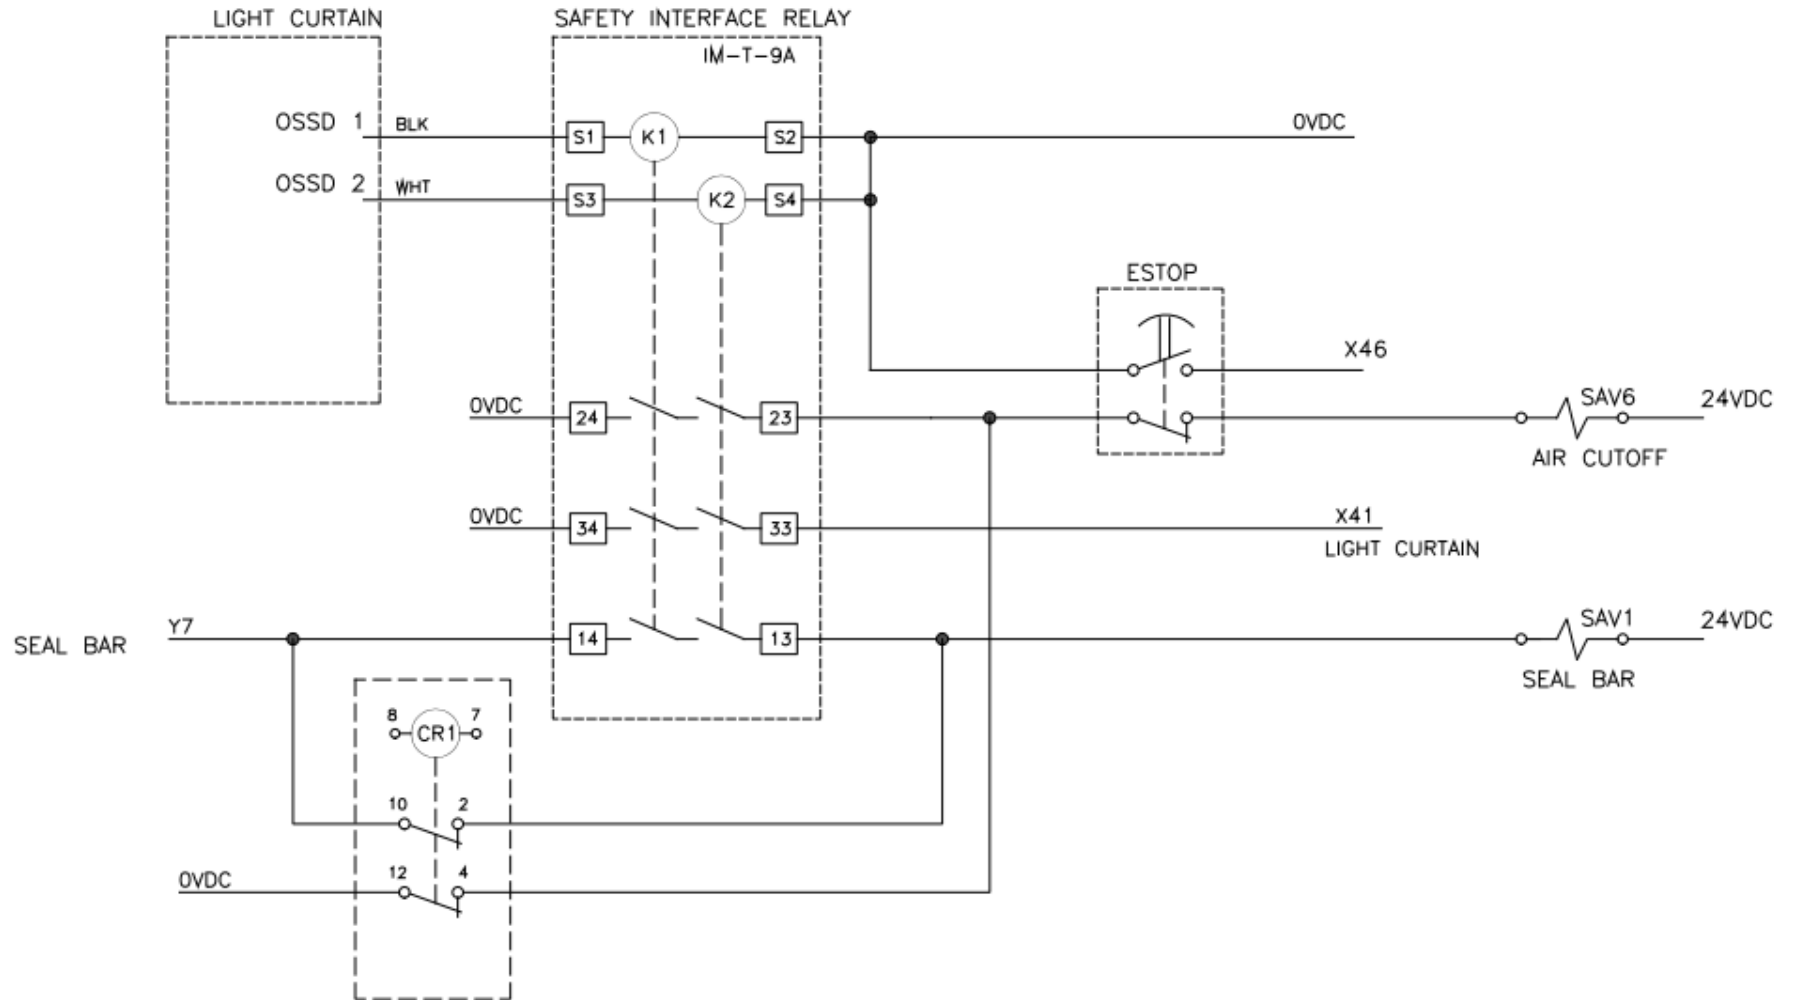 LIGHT CURTAIN
SAFETY INTERFACE RELAY
IM-T-9A
OSSD 1
BLK
S1
K1
S2
0VDC
OSSD 2
WHT
S3
K2
S4
ESTOP
X46
0VDC
24
23
SAV6
24VDC
AIR CUTOFF
0VDC
34
33
X41
LIGHT CURTAIN
SEAL BAR
Y7
14
13
SAV1
24VDC
SEAL BAR
8
CR1
7
10
2
0VDC
12
4